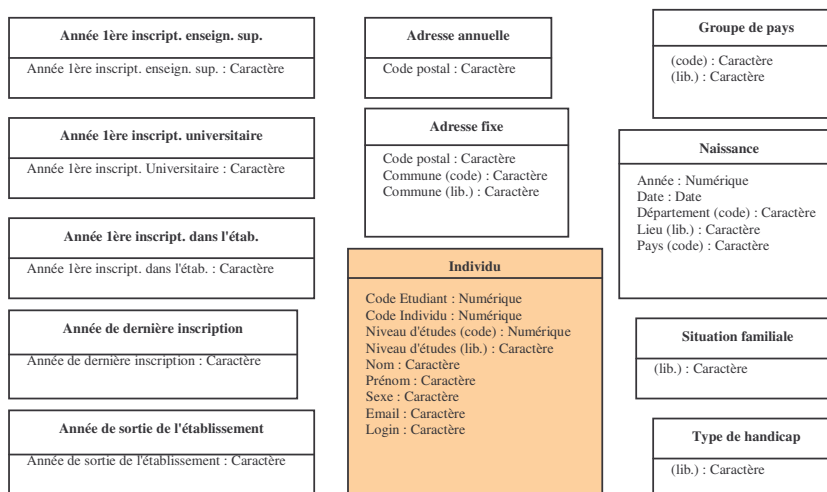 Année 1ère inscript. enseign. sup.
Année 1ère inscript. enseign. sup. : Caractère
Année 1ère inscript. universitaire
Année 1ère inscript. Universitaire : Caractère
Année 1ère inscript. dans l'étab.
Année 1ère inscript. dans l'étab. : Caractère
Année de dernière inscription
Année de dernière inscription : Caractère
Année de sortie de l'établissement
Année de sortie de l'établissement : Caractère
Adresse annuelle
Code postal : Caractère
Adresse fixe
Code postal : Caractère
Commune (code) : Caractère
Commune (lib.) : Caractère
Individu
Code Etudiant : Numérique
Code Individu : Numérique
Niveau d'études (code) : Numérique
Niveau d'études (lib.) : Caractère
Nom : Caractère
Prénom : Caractère
Sexe : Caractère
Email : Caractère
Login : Caractère
Groupe de pays
(code) : Caractère
(lib.) : Caractère
Naissance
Année : Numérique
Date : Date
Département (code) : Caractère
Lieu (lib.) : Caractère
Pays (code) : Caractère
Situation familiale
(lib.) : Caractère
Type de handicap
(lib.) : Caractère